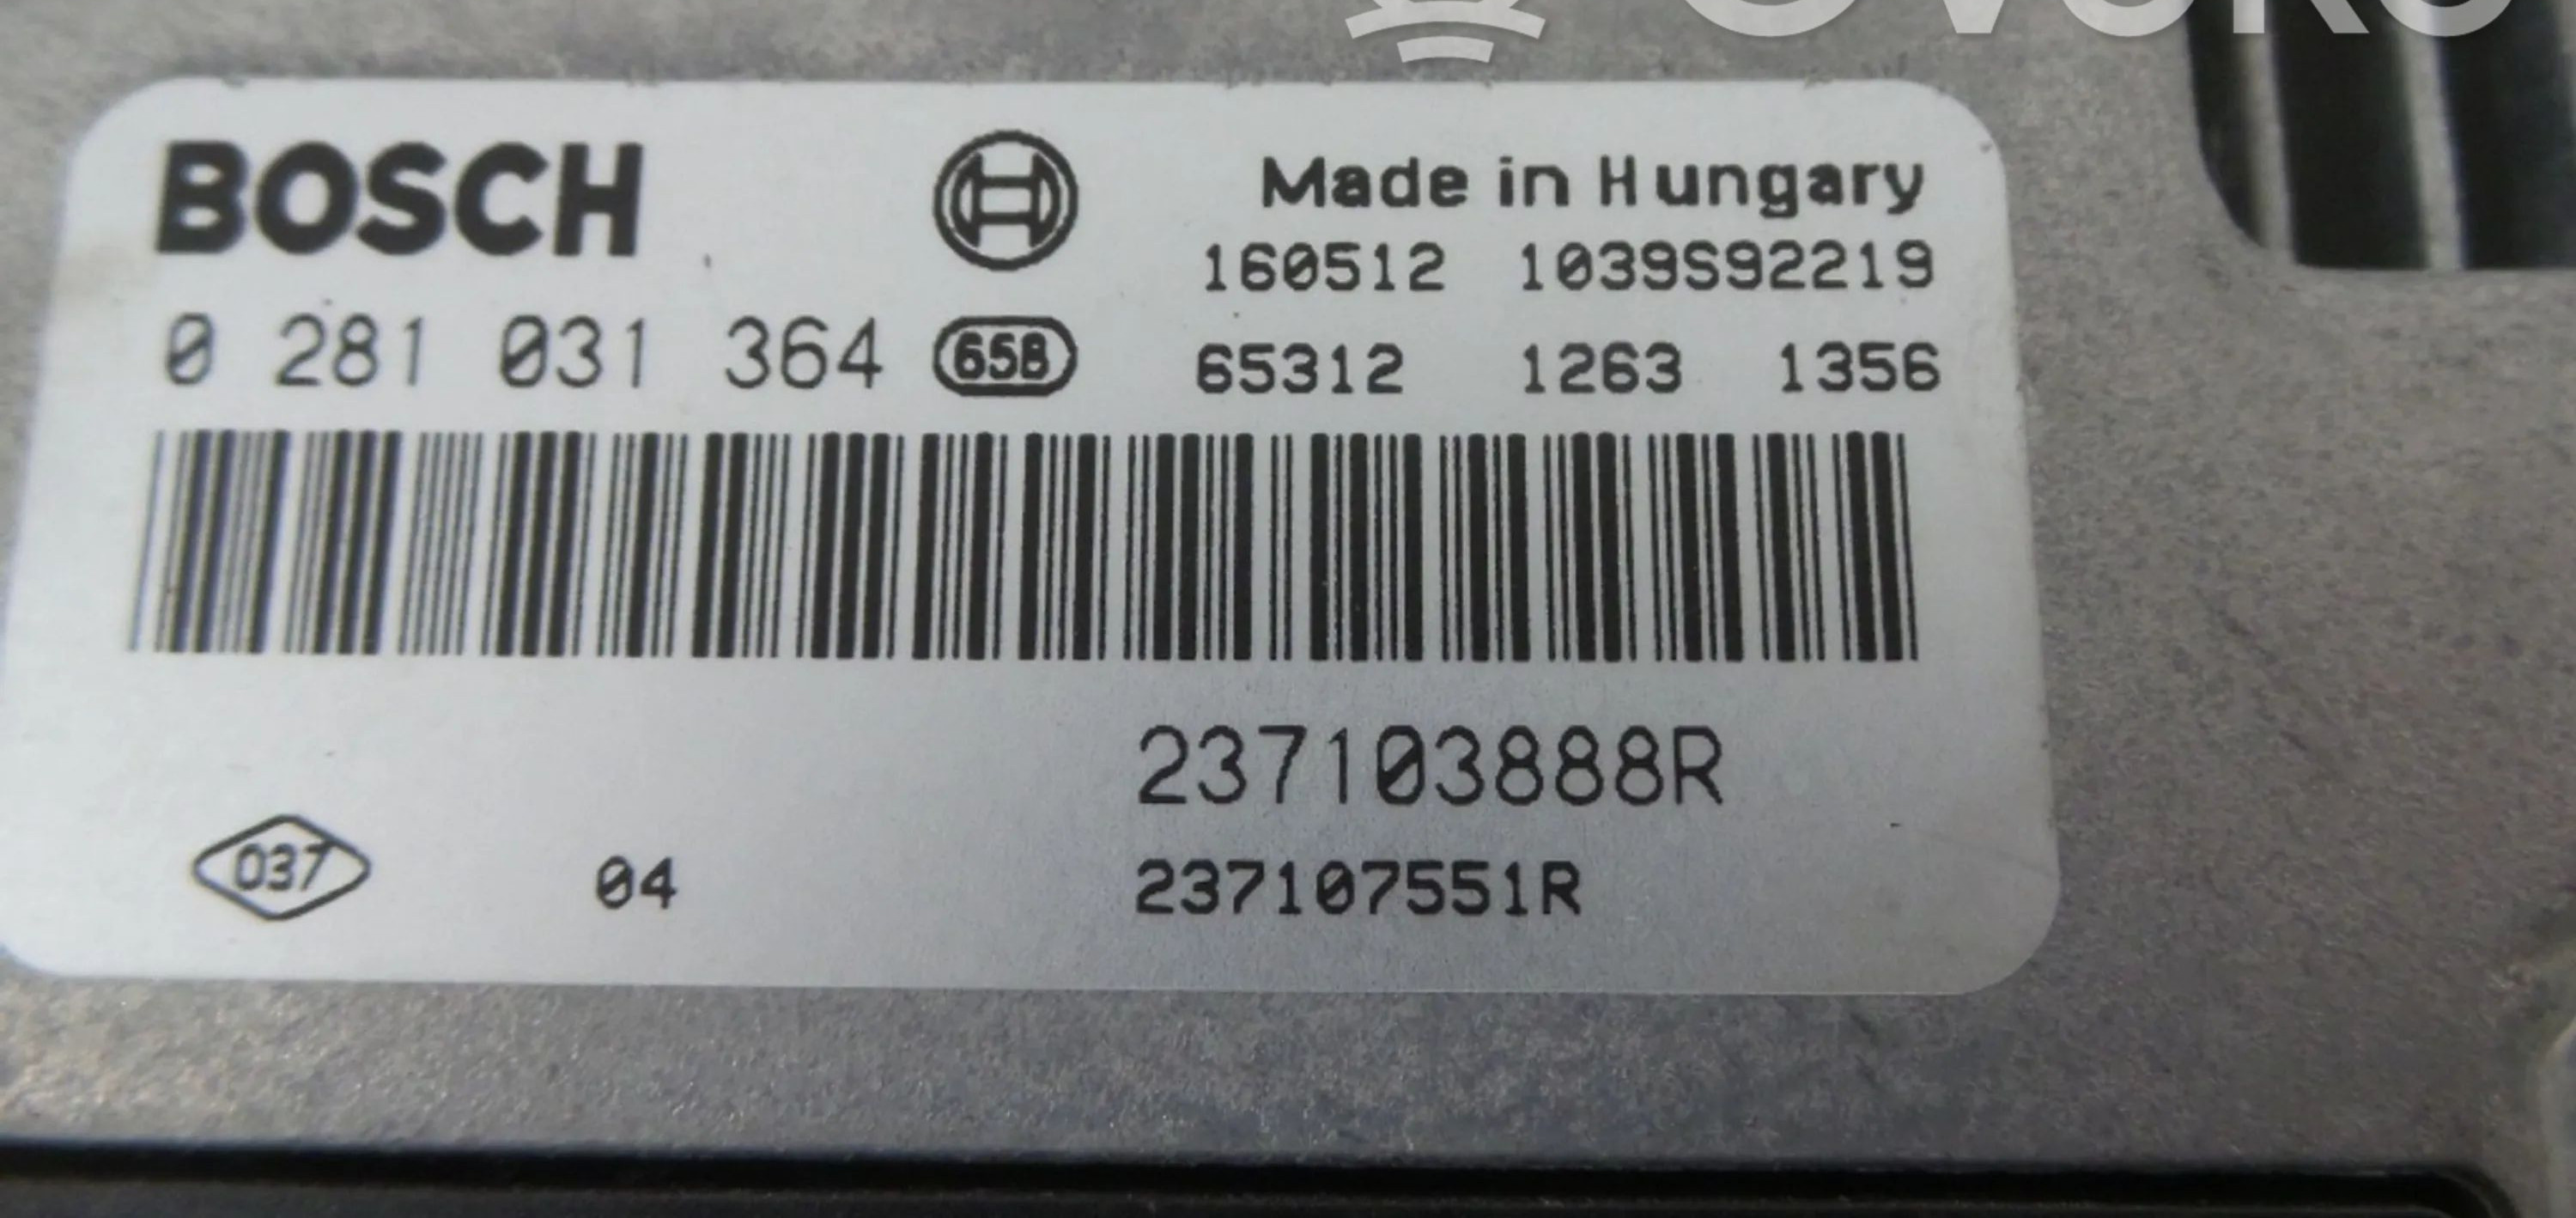 BOSCH
Made in Hungary
160512 1039S92219
0 281 031 364 658 65312 1263 1356
237103888R
037 04 237107551R